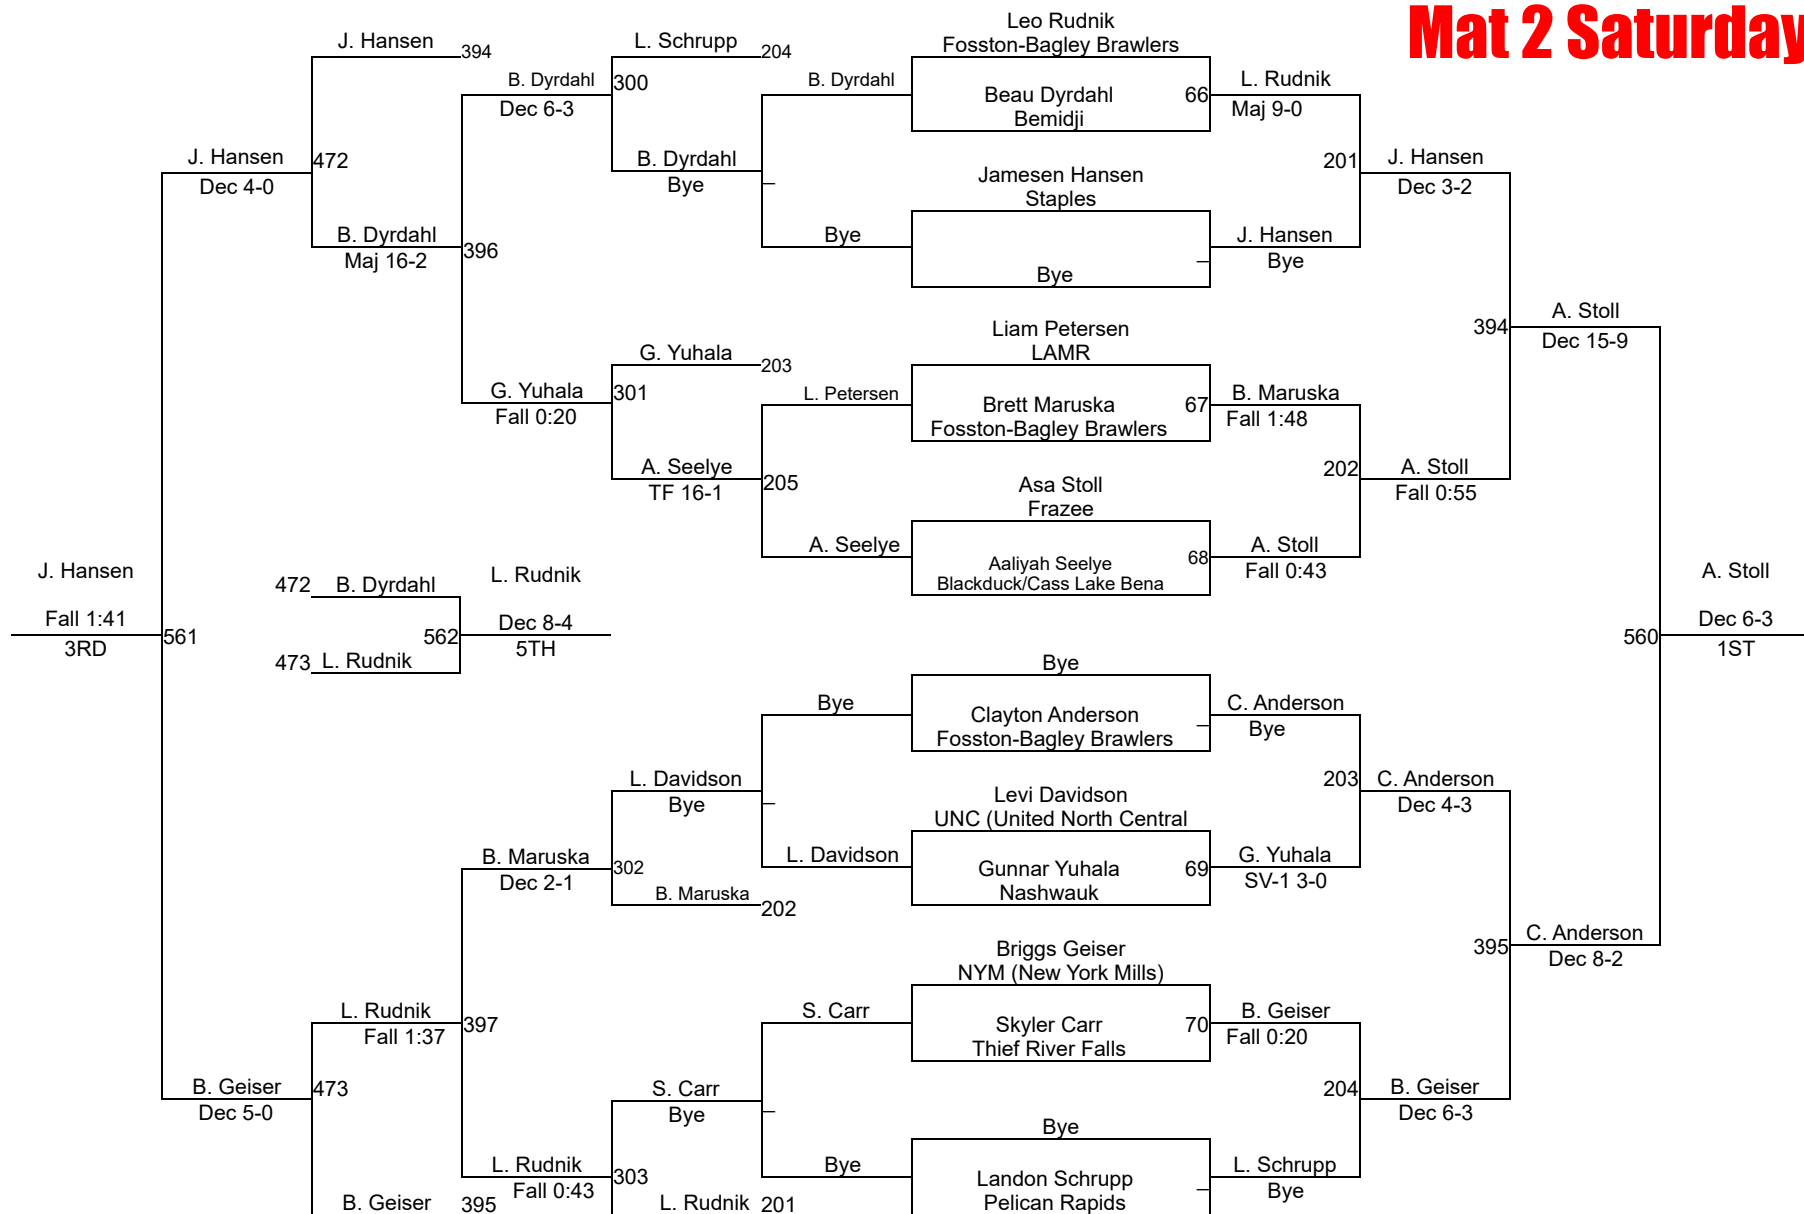 Mat 2 Saturday
Leo Rudnik
Fosston-Bagley Brawlers
J. Hansen
394
L. Schrupp
204
B. Dyrdahl
300
Dec 6-3
B. Dyrdahl
Beau Dyrdahl
Bemidji
66
L. Rudnik
Maj 9-0
J. Hansen
Dec 4-0
472
B. Dyrdahl
Bye
–
Jamesen Hansen
Staples
201
J. Hansen
Dec 3-2
B. Dyrdahl
Maj 16-2
396
Bye
Bye
–
J. Hansen
Bye
Liam Petersen
LAMR
394
A. Stoll
Dec 15-9
G. Yuhala
203
G. Yuhala
Fall 0:20
301
L. Petersen
Brett Maruska
Fosston-Bagley Brawlers
67
B. Maruska
Fall 1:48
A. Seelye
TF 16-1
205
Asa Stoll
Frazee
202
A. Stoll
Fall 0:55
A. Seelye
Aaliyah Seelye
Blackduck/Cass Lake Bena
68
A. Stoll
Fall 0:43
J. Hansen
Fall 1:41
3RD
561
472
B. Dyrdahl
473
L. Rudnik
562
L. Rudnik
Dec 8-4
5TH
A. Stoll
Dec 6-3
1ST
560
Bye
Bye
Clayton Anderson
Fosston-Bagley Brawlers
–
C. Anderson
Bye
L. Davidson
Bye
–
Levi Davidson
UNC (United North Central
203
C. Anderson
Dec 4-3
B. Maruska
Dec 2-1
302
L. Davidson
Gunnar Yuhala
Nashwauk
69
G. Yuhala
SV-1 3-0
B. Maruska
202
Briggs Geiser
NYM (New York Mills)
395
C. Anderson
Dec 8-2
L. Rudnik
Fall 1:37
397
S. Carr
Skyler Carr
Thief River Falls
70
B. Geiser
Fall 0:20
B. Geiser
Dec 5-0
473
S. Carr
Bye
–
Bye
204
B. Geiser
Dec 6-3
L. Rudnik
Fall 0:43
303
Bye
Landon Schrupp
Pelican Rapids
–
L. Schrupp
Bye
B. Geiser
395
L. Rudnik
201